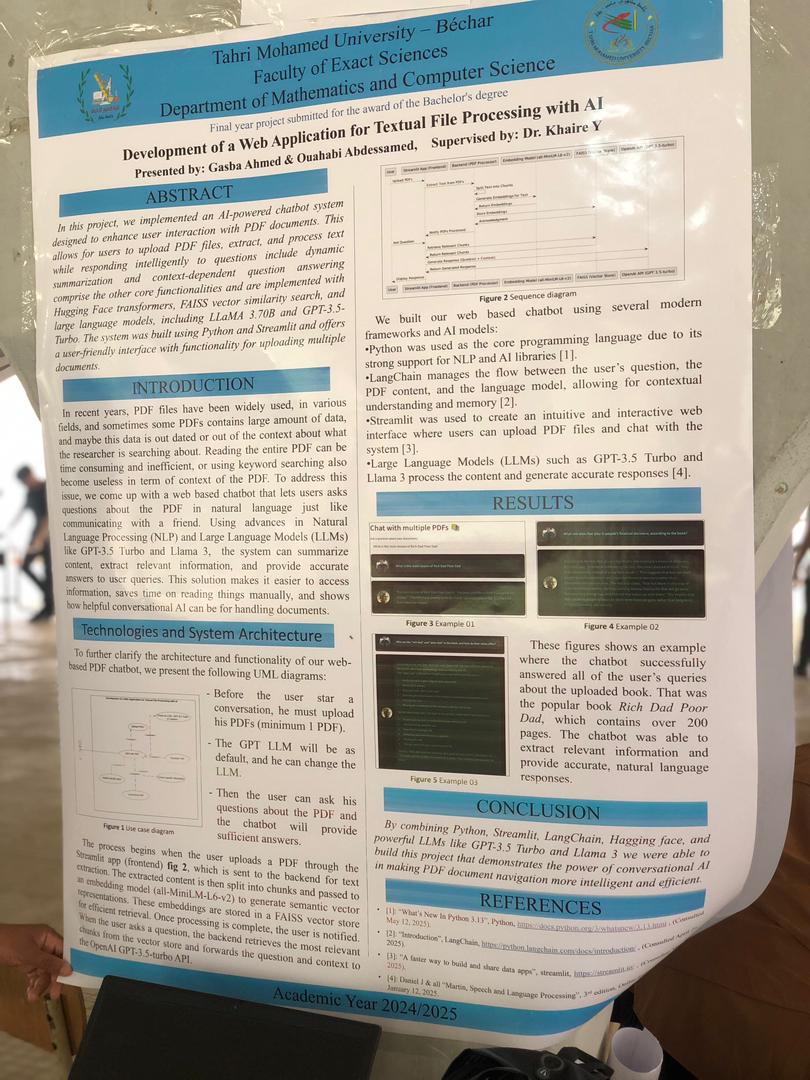 Tahri Mohamed University – Béchar
Faculty of Exact Sciences
Department of Mathematics and Computer Science
Final year project submitted for the award of the Bachelor's degree
Development of a Web Application for Textual File Processing with AI
Presented by: Gasba Ahmed & Ouahabi Abdessamed, Supervised by: Dr. Khaire Y
ABSTRACT
In this project, we implemented an AI-powered chatbot system
designed to enhance user interaction with PDF documents. This
allows for users to upload PDF files, extract, and process text
while responding intelligently to questions include dynamic
summarization and context-dependent question answering
comprise the other core functionalities and are implemented with
Hugging Face transformers, FAISS vector similarity search, and
large language models, including LLaMA 3.70B and GPT-3.5-
Turbo. The system was built using Python and Streamlit and offers
a user-friendly interface with functionality for uploading multiple
documents.
INTRODUCTION
In recent years, PDF files have been widely used, in various
fields, and sometimes some PDFs contains large amount of data,
and maybe this data is out dated or out of the context about what
the researcher is searching about. Reading the entire PDF can be
time consuming and inefficient, or using keyword searching also
become useless in term of context of the PDF. To address this
issue, we come up with a web based chatbot that lets users asks
questions about the PDF in natural language just like
communicating with a friend. Using advances in Natural
Language Processing (NLP) and Large Language Models (LLMs)
like GPT-3.5 Turbo and Llama 3, the system can summarize
content, extract relevant information, and provide accurate
answers to user queries. This solution makes it easier to access
information, saves time on reading things manually, and shows
how helpful conversational AI can be for handling documents.
Technologies and System Architecture
To further clarify the architecture and functionality of our web-
based PDF chatbot, we present the following UML diagrams:
- Before the user star a
conversation, he must upload
his PDFs (minimum 1 PDF).
- The GPT LLM will be as
default, and he can change the
LLM.
- Then the user can ask his
questions about the PDF and
the chatbot will provide
sufficient answers.
Figure 1 Use case diagram
The process begins when the user uploads a PDF through the
Streamlit app (frontend) fig 2, which is sent to the backend for text
extraction. The extracted content is then split into chunks and passed to
an embedding model (all-MiniLM-L6-v2) to generate semantic vector
representations. These embeddings are stored in a FAISS vector store
for efficient retrieval. Once processing is complete, the user is notified.
When the user asks a question, the backend retrieves the most relevant
chunks from the vector store and forwards the question and context to
the OpenAI GPT-3.5-turbo API.
User Streamlit App (Frontend) Backend (PDF Processor) Embedding Model (all-MiniLM-L6-v2) FAISS (Vector Store) OpenAI API (GPT-3.5-turbo)
Upload PDFs
Extract Text from PDFs
Split Text into Chunks
Generate Embeddings for Text
Return Embeddings
Store Embeddings
Acknowledgment
Notify PDFs Processed
Ask Question
Retrieve Relevant Chunks
Return Relevant Chunks
Generate Response (Question + Context)
Return Generated Response
Display Response
User Streamlit App (Frontend) Backend (PDF Processor) Embedding Model (all-MiniLM-L6-v2) FAISS (Vector Store) OpenAI API (GPT-3.5-turbo)
Figure 2 Sequence diagram
We built our web based chatbot using several modern
frameworks and AI models:
•Python was used as the core programming language due to its
strong support for NLP and AI libraries [1].
•LangChain manages the flow between the user's question, the
PDF content, and the language model, allowing for contextual
understanding and memory [2].
•Streamlit was used to create an intuitive and interactive web
interface where users can upload PDF files and chat with the
system [3].
•Large Language Models (LLMs) such as GPT-3.5 Turbo and
Llama 3 process the content and generate accurate responses [4].
RESULTS
Chat with multiple PDFs
Figure 3 Example 01
Figure 4 Example 02
Figure 5 Example 03
These figures shows an example
where the chatbot successfully
answered all of the user's queries
about the uploaded book. That was
the popular book Rich Dad Poor
Dad, which contains over 200
pages. The chatbot was able to
extract relevant information and
provide accurate, natural language
responses.
CONCLUSION
By combining Python, Streamlit, LangChain, Hagging face, and
powerful LLMs like GPT-3.5 Turbo and Llama 3 we were able to
build this project that demonstrates the power of conversational AI
in making PDF document navigation more intelligent and efficient.
REFERENCES
• [1]: "What's New In Python 3.13", Python, https://docs.python.org/3/whatsnew/3.13.html , (Consulted
May 12, 2025).
• [2]: "Introduction", LangChain, https://python.langchain.com/docs/introduction/ , (Consulted April
2025).
• [3]: "A faster way to build and share data apps", streamlit, https://streamlit.io/ ,
2025).
• [4]: Daniel J & all "Martin, Speech and Language Processing", 3rd edition,
January 12, 2025.
Academic Year 2024/2025